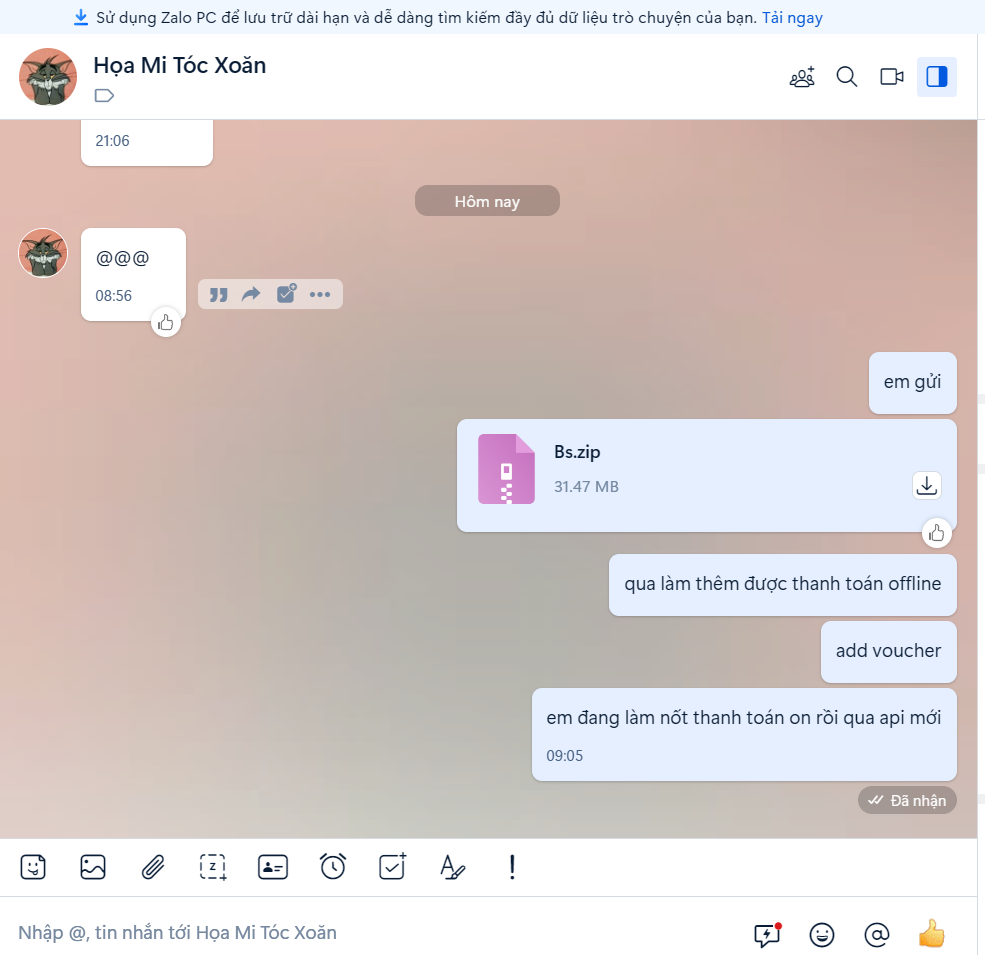 Sử dụng Zalo PC để lưu trữ dài hạn và dễ dàng tìm kiếm đầy đủ dữ liệu trò chuyện của bạn. Tải ngay
Họa Mi Tóc Xoăn
21:06
Hôm nay
@@@
08:56
em gửi
Bs.zip
31.47 MB
qua làm thêm được thanh toán offline
add voucher
em đang làm nốt thanh toán on rồi qua api mới
09:05
Đã nhận
Nhập @, tin nhắn tới Họa Mi Tóc Xoăn